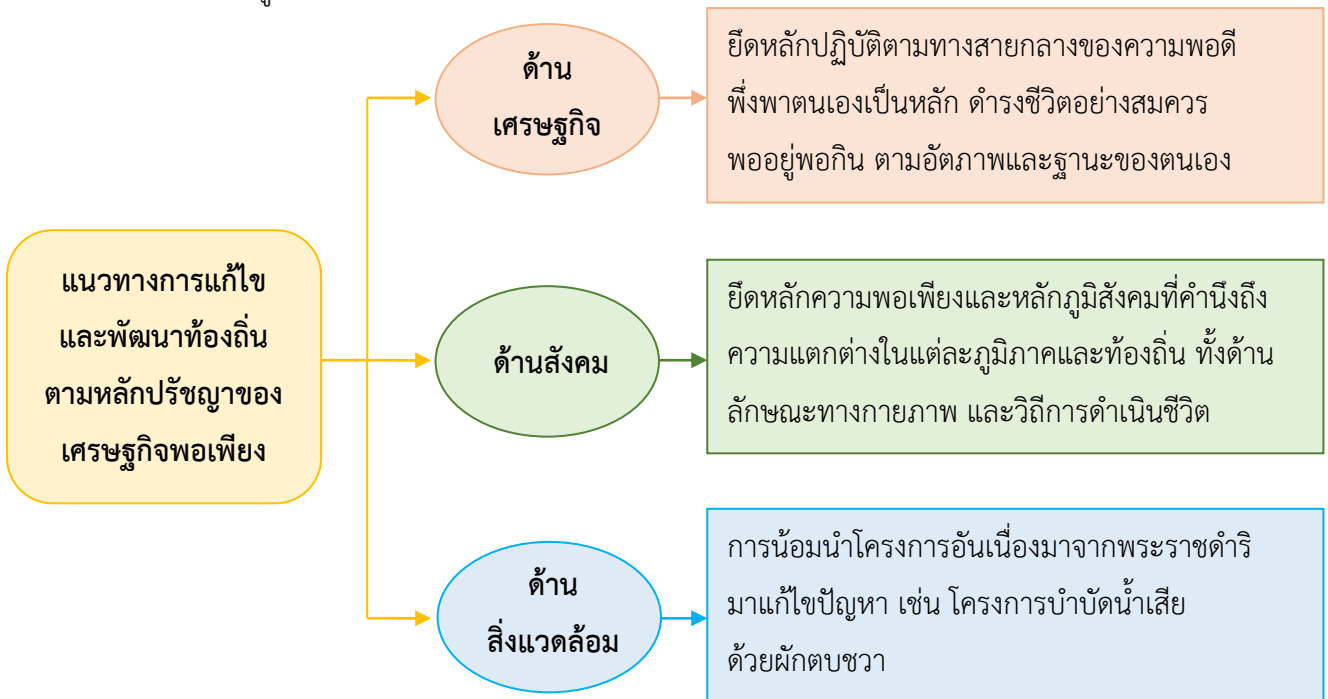 แนวทางการแก้ไข
และพัฒนาท้องถิ่น
ตามหลักปรัชญาของ
เศรษฐกิจพอเพียง
ด้าน
เศรษฐกิจ
ยึดหลักปฏิบัติตามทางสายกลางของความพอดี
พึ่งพาตนเองเป็นหลัก ดำรงชีวิตอย่างสมควร
พออยู่พอกิน ตามอัตภาพและฐานะของตนเอง
ด้านสังคม
ยึดหลักความพอเพียงและหลักภูมิสังคมที่คำนึงถึง
ความแตกต่างในแต่ละภูมิภาคและท้องถิ่น ทั้งด้าน
ลักษณะทางกายภาพ และวิถีการดำเนินชีวิต
ด้าน
สิ่งแวดล้อม
การน้อมนำโครงการอันเนื่องมาจากพระราชดำริ
มาแก้ไขปัญหา เช่น โครงการบำบัดน้ำเสีย
ด้วยผักตบชวา